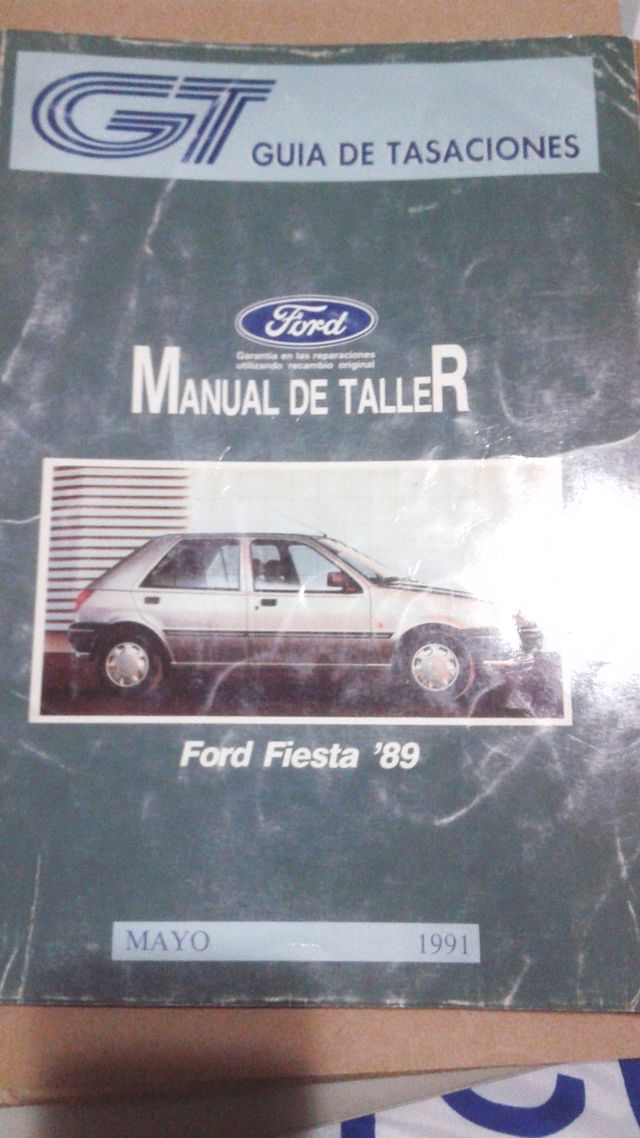 GT GUIA DE TASACIONES
Ford
Garantía en las reparaciones
utilizando recambio original
MANUAL DE TALLER
Ford Fiesta '89
MAYO 1991